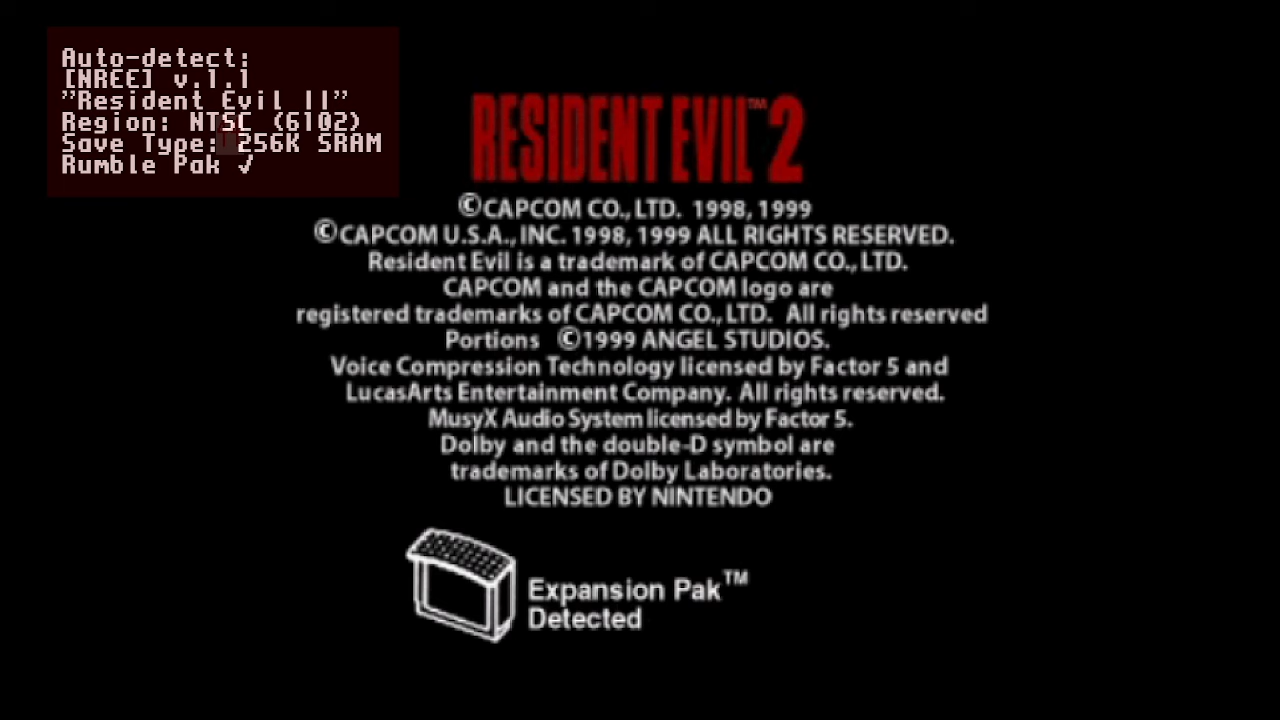 Auto-detect:
[NREE] v.1.1
"Resident Evil II"
Region: NTSC (6102)
Save Type: 256K SRAM
Rumble Pak ✓
RESIDENT EVIL™ 2
©CAPCOM CO., LTD. 1998, 1999
©CAPCOM U.S.A., INC. 1998, 1999 ALL RIGHTS RESERVED.
Resident Evil is a trademark of CAPCOM CO., LTD.
CAPCOM and the CAPCOM logo are
registered trademarks of CAPCOM CO., LTD. All rights reserved
Portions ©1999 ANGEL STUDIOS.
Voice Compression Technology licensed by Factor 5 and
LucasArts Entertainment Company. All rights reserved.
MusyX Audio System licensed by Factor 5.
Dolby and the double-D symbol are
trademarks of Dolby Laboratories.
LICENSED BY NINTENDO
Expansion Pak™
Detected